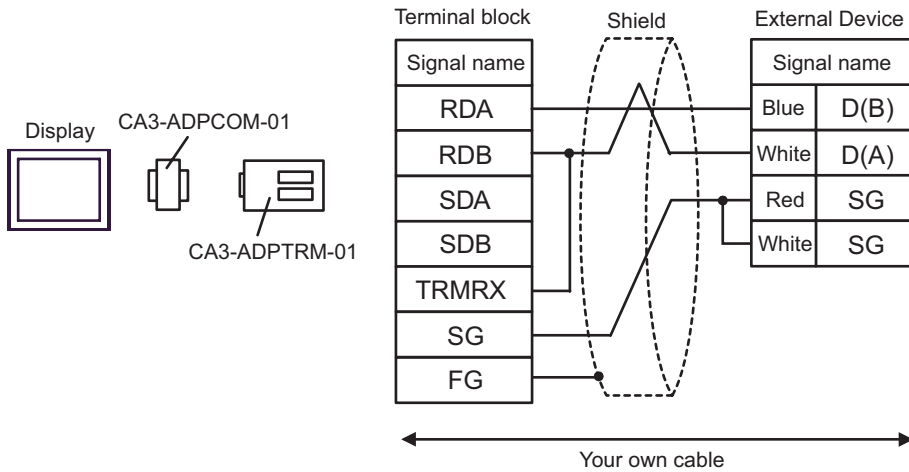 Display
CA3-ADPCOM-01
CA3-ADPTRM-01
Terminal block
Signal name
RDA
RDB
SDA
SDB
TRMRX
SG
FG
Shield
External Device
Signal name
Blue D(B)
White D(A)
Red SG
White SG
Your own cable